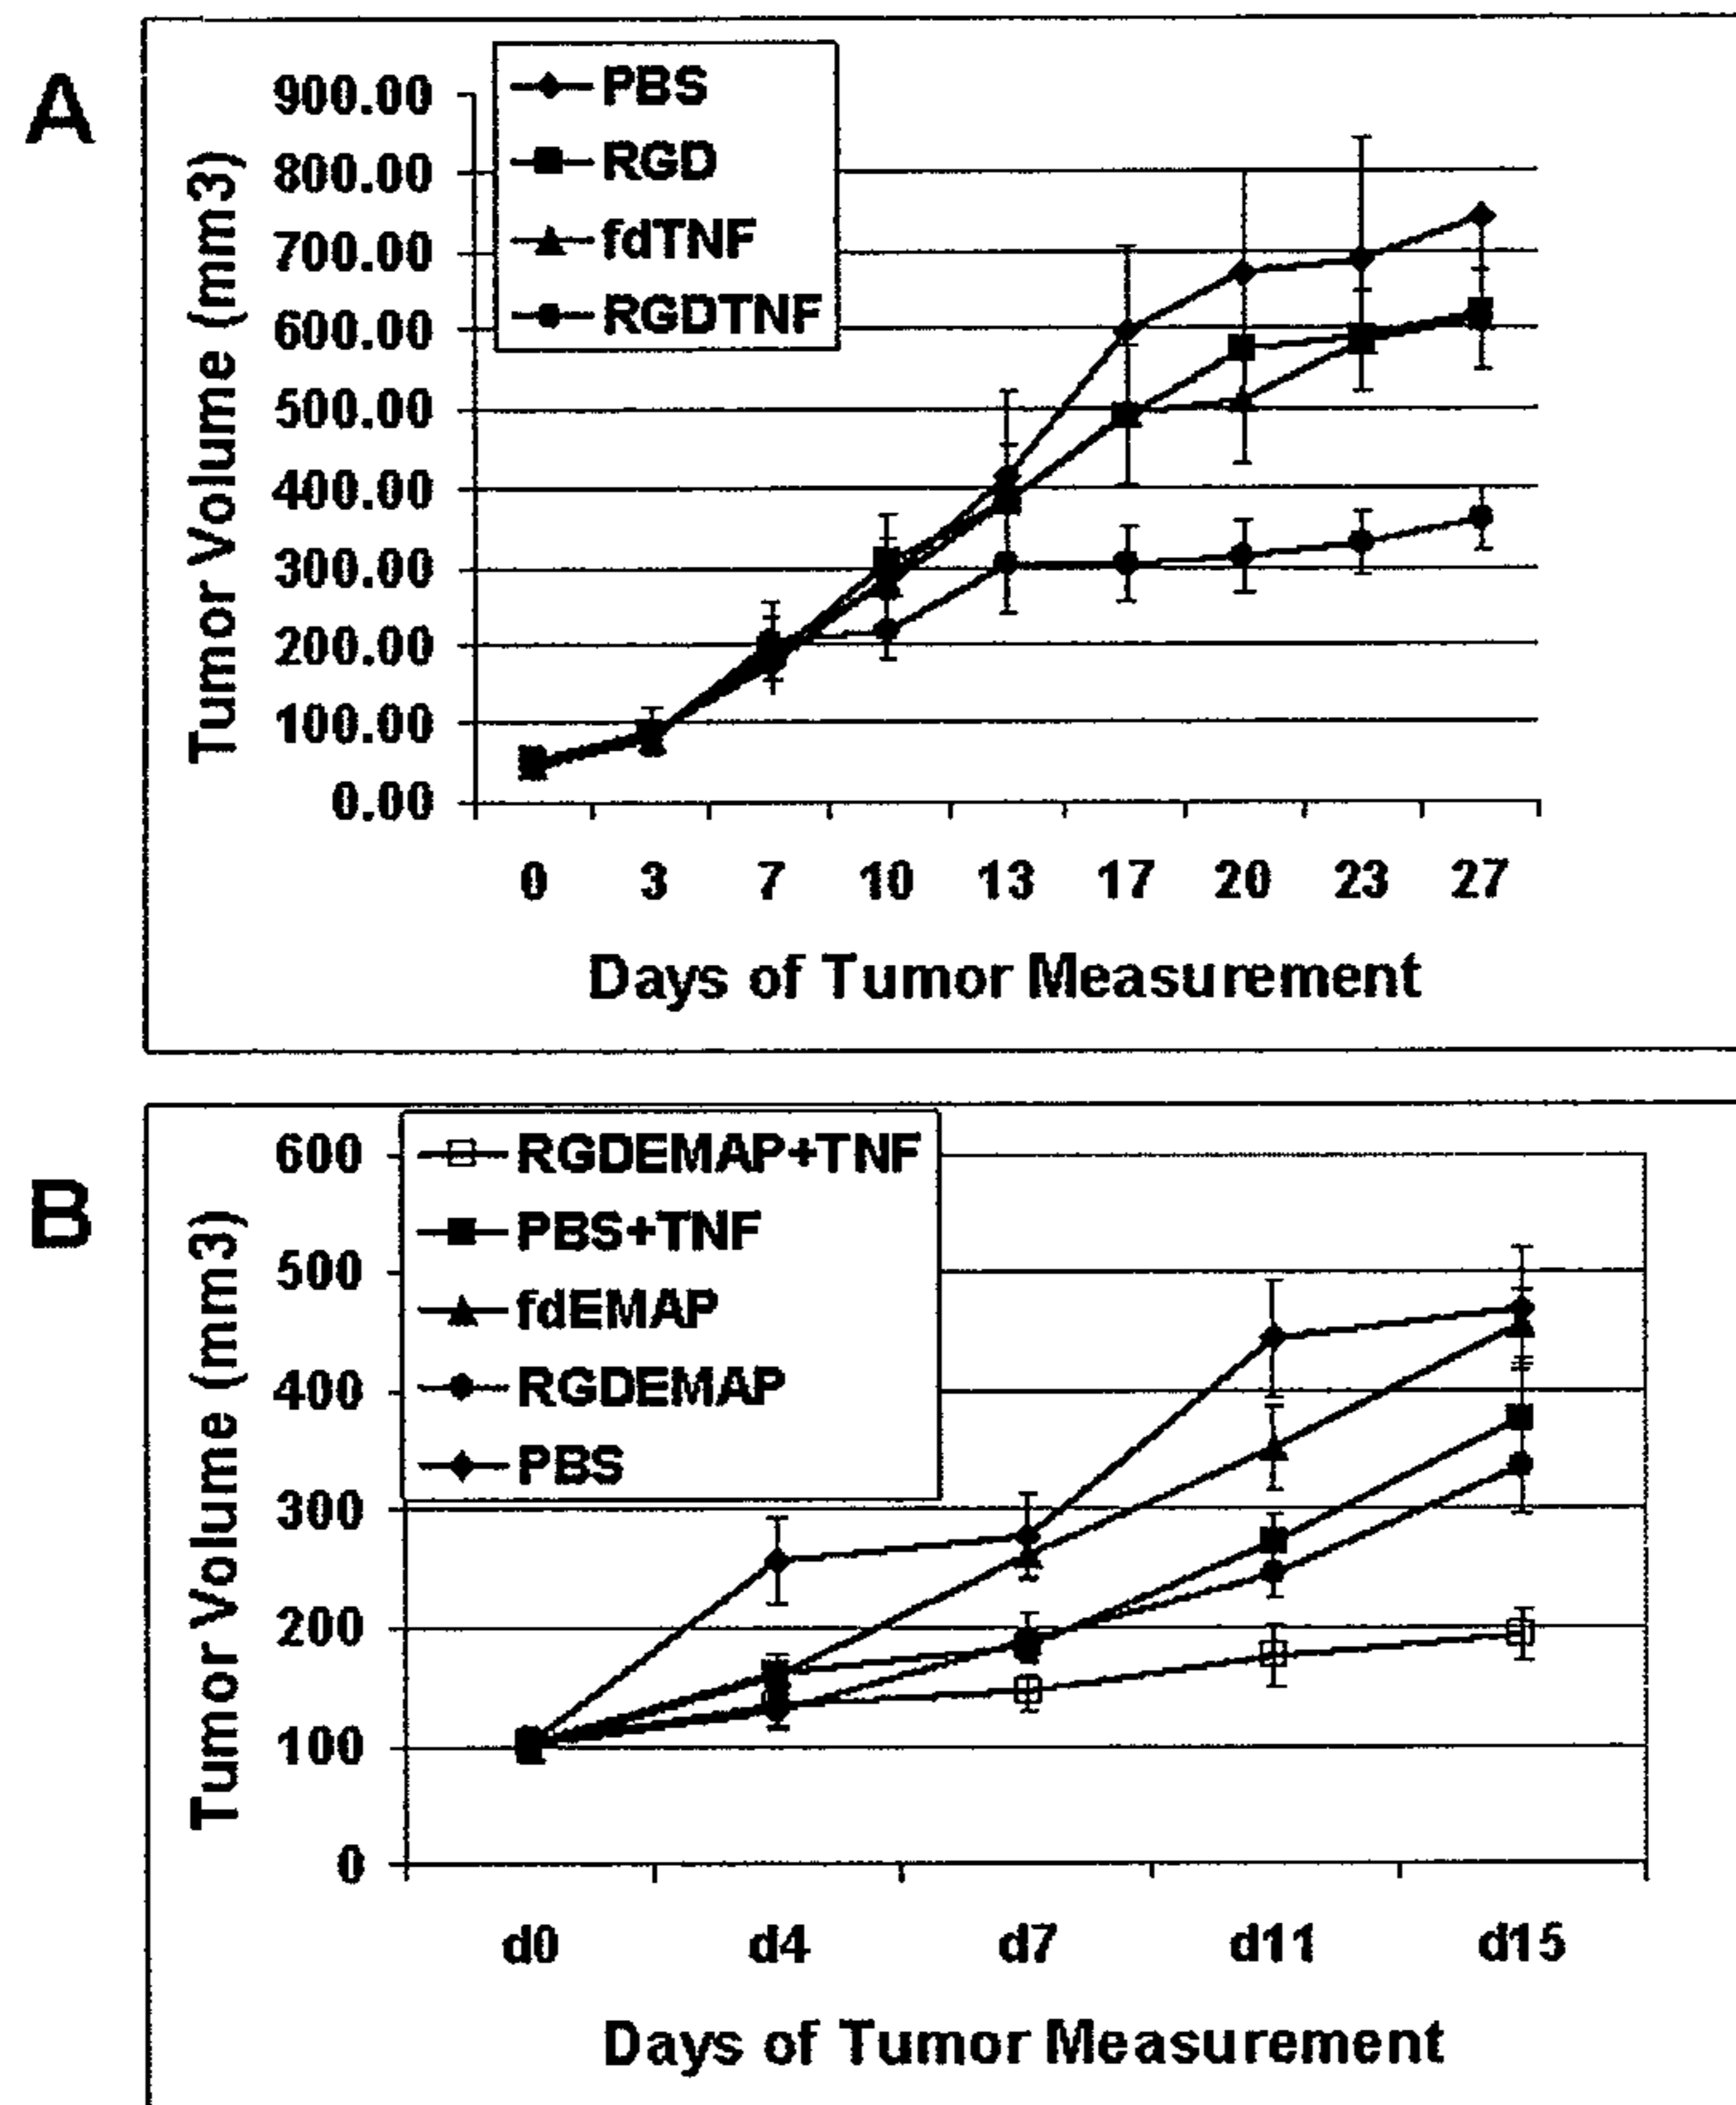 A
PBS
RGD
fdTNF
RGDTNF
900.00
800.00
700.00
600.00
500.00
400.00
300.00
200.00
100.00
0.00
Tumor Volume (mm3)
0 3 7 10 13 17 20 23 27
Days of Tumor Measurement
B
RGDEMAP+TNF
PBS+TNF
fdEMAP
RGDEMAP
PBS
600
500
400
300
200
100
0
Tumor Volume (mm3)
d0 d4 d7 d11 d15
Days of Tumor Measurement